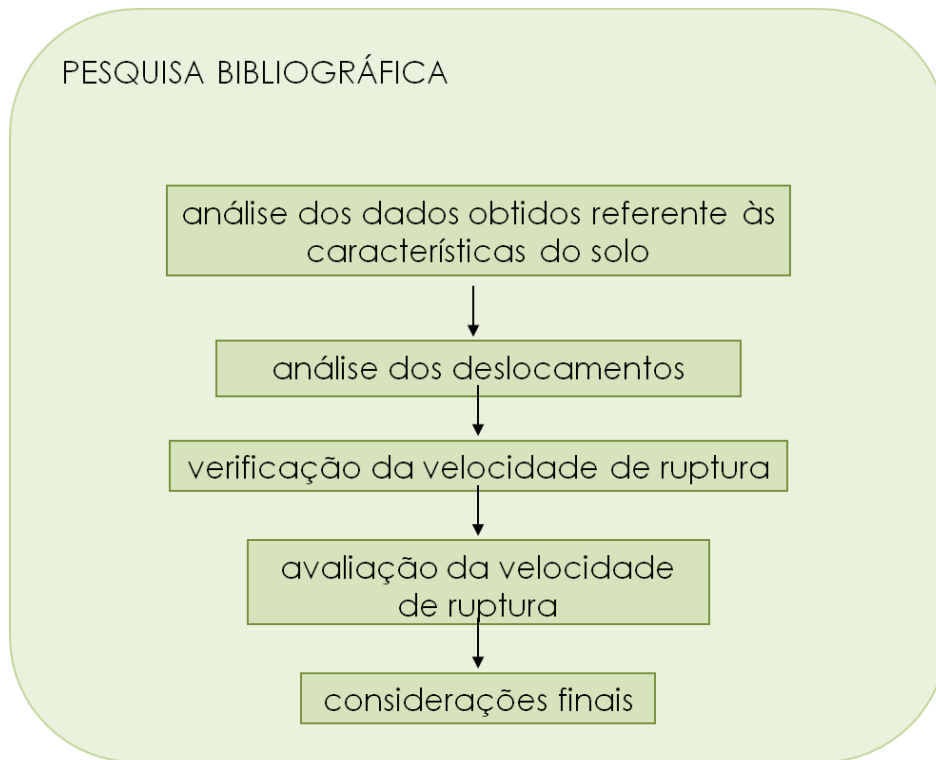 PESQUISA BIBLIOGRÁFICA
análise dos dados obtidos referente às
características do solo
análise dos deslocamentos
verificação da velocidade de ruptura
avaliação da velocidade
de ruptura
considerações finais